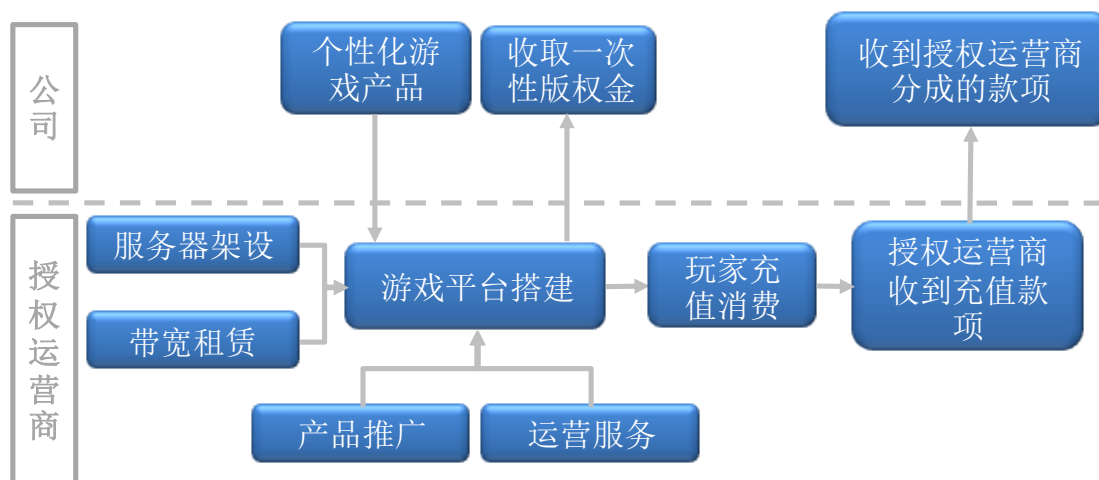 公司
个性化游
戏产品
收取一次
性版权金
收到授权运营商
分成的款项
授权运营商
服务器架设
带宽租赁
游戏平台搭建
玩家充
值消费
授权运营商
收到充值款
项
产品推广
运营服务